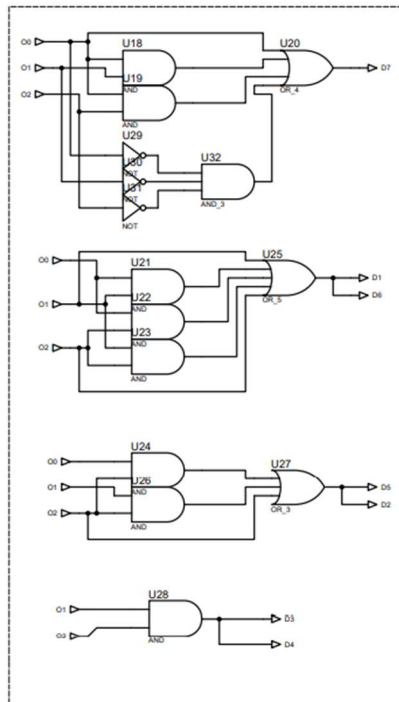 U18
U20
O0
O1
D7
U19
AND
OR_4
O2
AND
U29
U30
NOT
U32
U31
NOT
AND_3
NOT
O0
U21
U25
O1
D1
U22
AND
D6
OR_5
U23
AND
O2
AND
U24
O0
U27
U26
O1
AND
D5
O2
D2
OR_3
AND
U28
O1
D3
O2
AND
D4